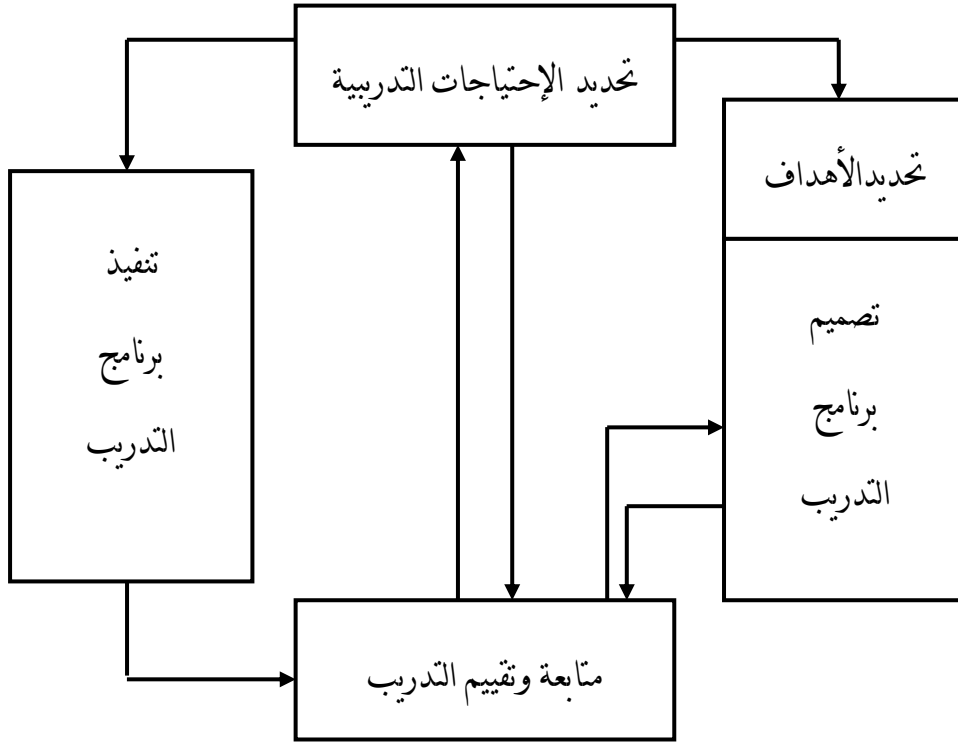 تحديد الإحتياجات التدريبية
تحديدالأهداف
تصميم
برنامج
التدريب
تنفيذ
برنامج
التدريب
متابعة وتقييم التدريب